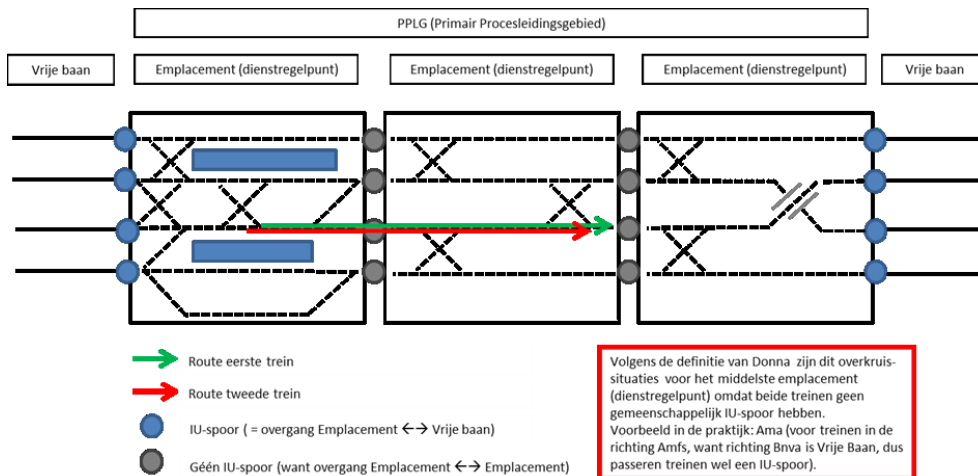 PPLG (Primair Procesleidingsgebied)
Vrije baan
Emplacement (dienstregelpunt)
Emplacement (dienstregelpunt)
Emplacement (dienstregelpunt)
Vrije baan
Route eerste trein
Route tweede trein
IU-spoor ( = overgang Emplacement ←→ Vrije baan)
Géén IU-spoor (want overgang Emplacement ←→ Emplacement)
Volgens de definitie van Donna zijn dit overkruis-
situaties voor het middelste emplacement
(dienstregelpunt) omdat beide treinen geen
gemeenschappelijk IU-spoor hebben.
Voorbeeld in de praktijk: Ama (voor treinen in de
richting Amfs, want richting Bnva is Vrije Baan, dus
passeren treinen wel een IU-spoor).